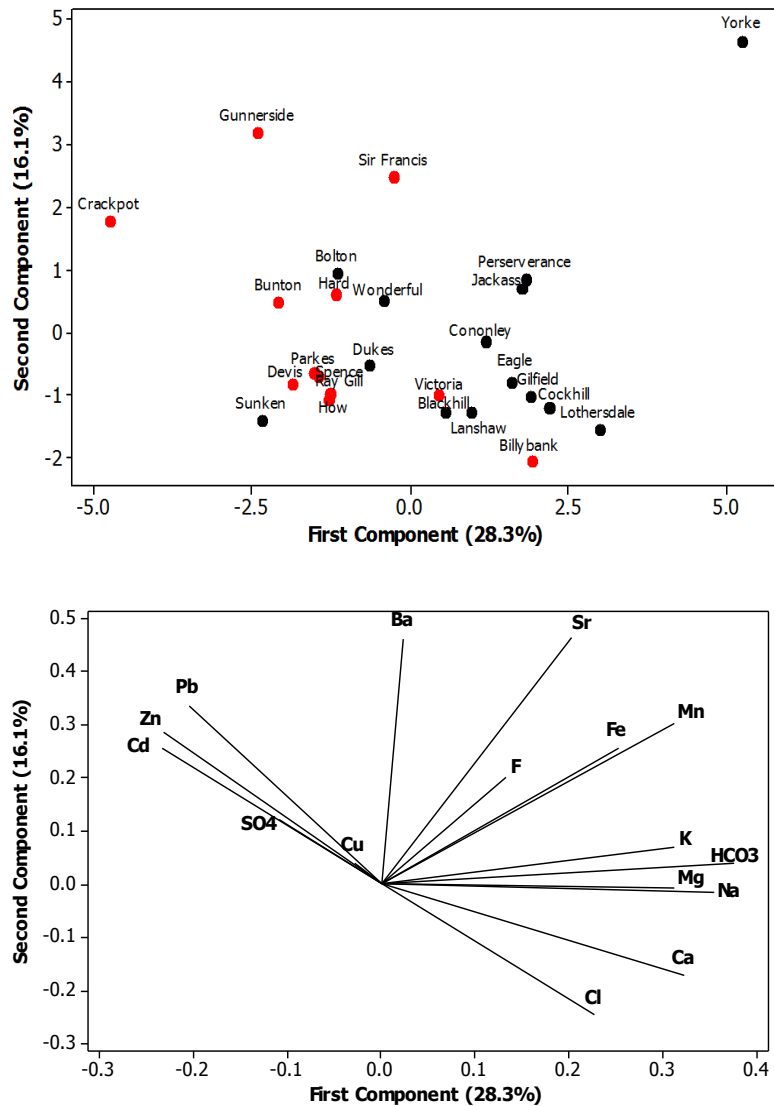 5
4
3
2
1
0
-1
-2
Second Component (16.1%)
Yorke
Gunnerside
Sir Francis
Crackpot
Bolton
Perserverance
Hard
Jackass
Bunton
Wonderful
Cononley
Dukes
Parkes
Eagle
Devis
Spence
Gilfield
Ray Gill
Victoria
Cockhill
Sunken
How
Blackhill
Lothersdale
Lanshaw
Billybank
-5.0 -2.5 0.0 2.5 5.0
First Component (28.3%)
0.5
0.4
0.3
0.2
0.1
0.0
-0.1
-0.2
-0.3
Second Component (16.1%)
Ba
Sr
Pb
Zn
Mn
Fe
Cd
F
SO4
Cu
K
HCO3
Mg
Na
Ca
Cl
-0.3 -0.2 -0.1 0.0 0.1 0.2 0.3 0.4
First Component (28.3%)